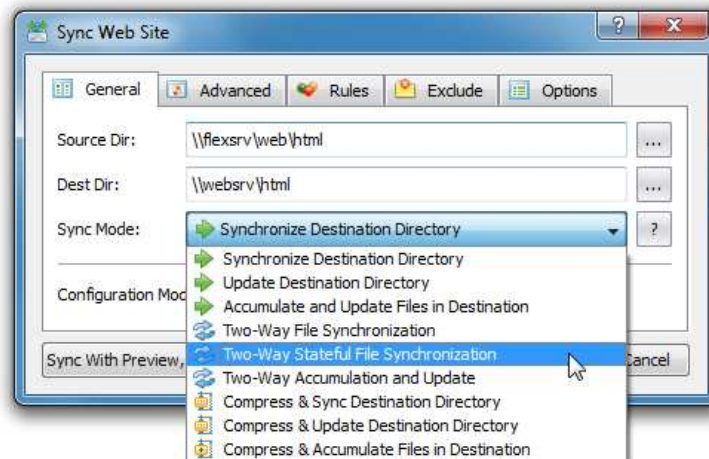 Sync Web Site
General Advanced Rules Exclude Options
Source Dir: \\flexsrv\web\html ...
Dest Dir: \\websrv\html ...
Sync Mode: Synchronize Destination Directory ?
Synchronize Destination Directory
Update Destination Directory
Configuration Mod Accumulate and Update Files in Destination
Two-Way File Synchronization
Sync With Preview, Two-Way Stateful File Synchronization Cancel
Two-Way Accumulation and Update
Compress & Sync Destination Directory
Compress & Update Destination Directory
Compress & Accumulate Files in Destination